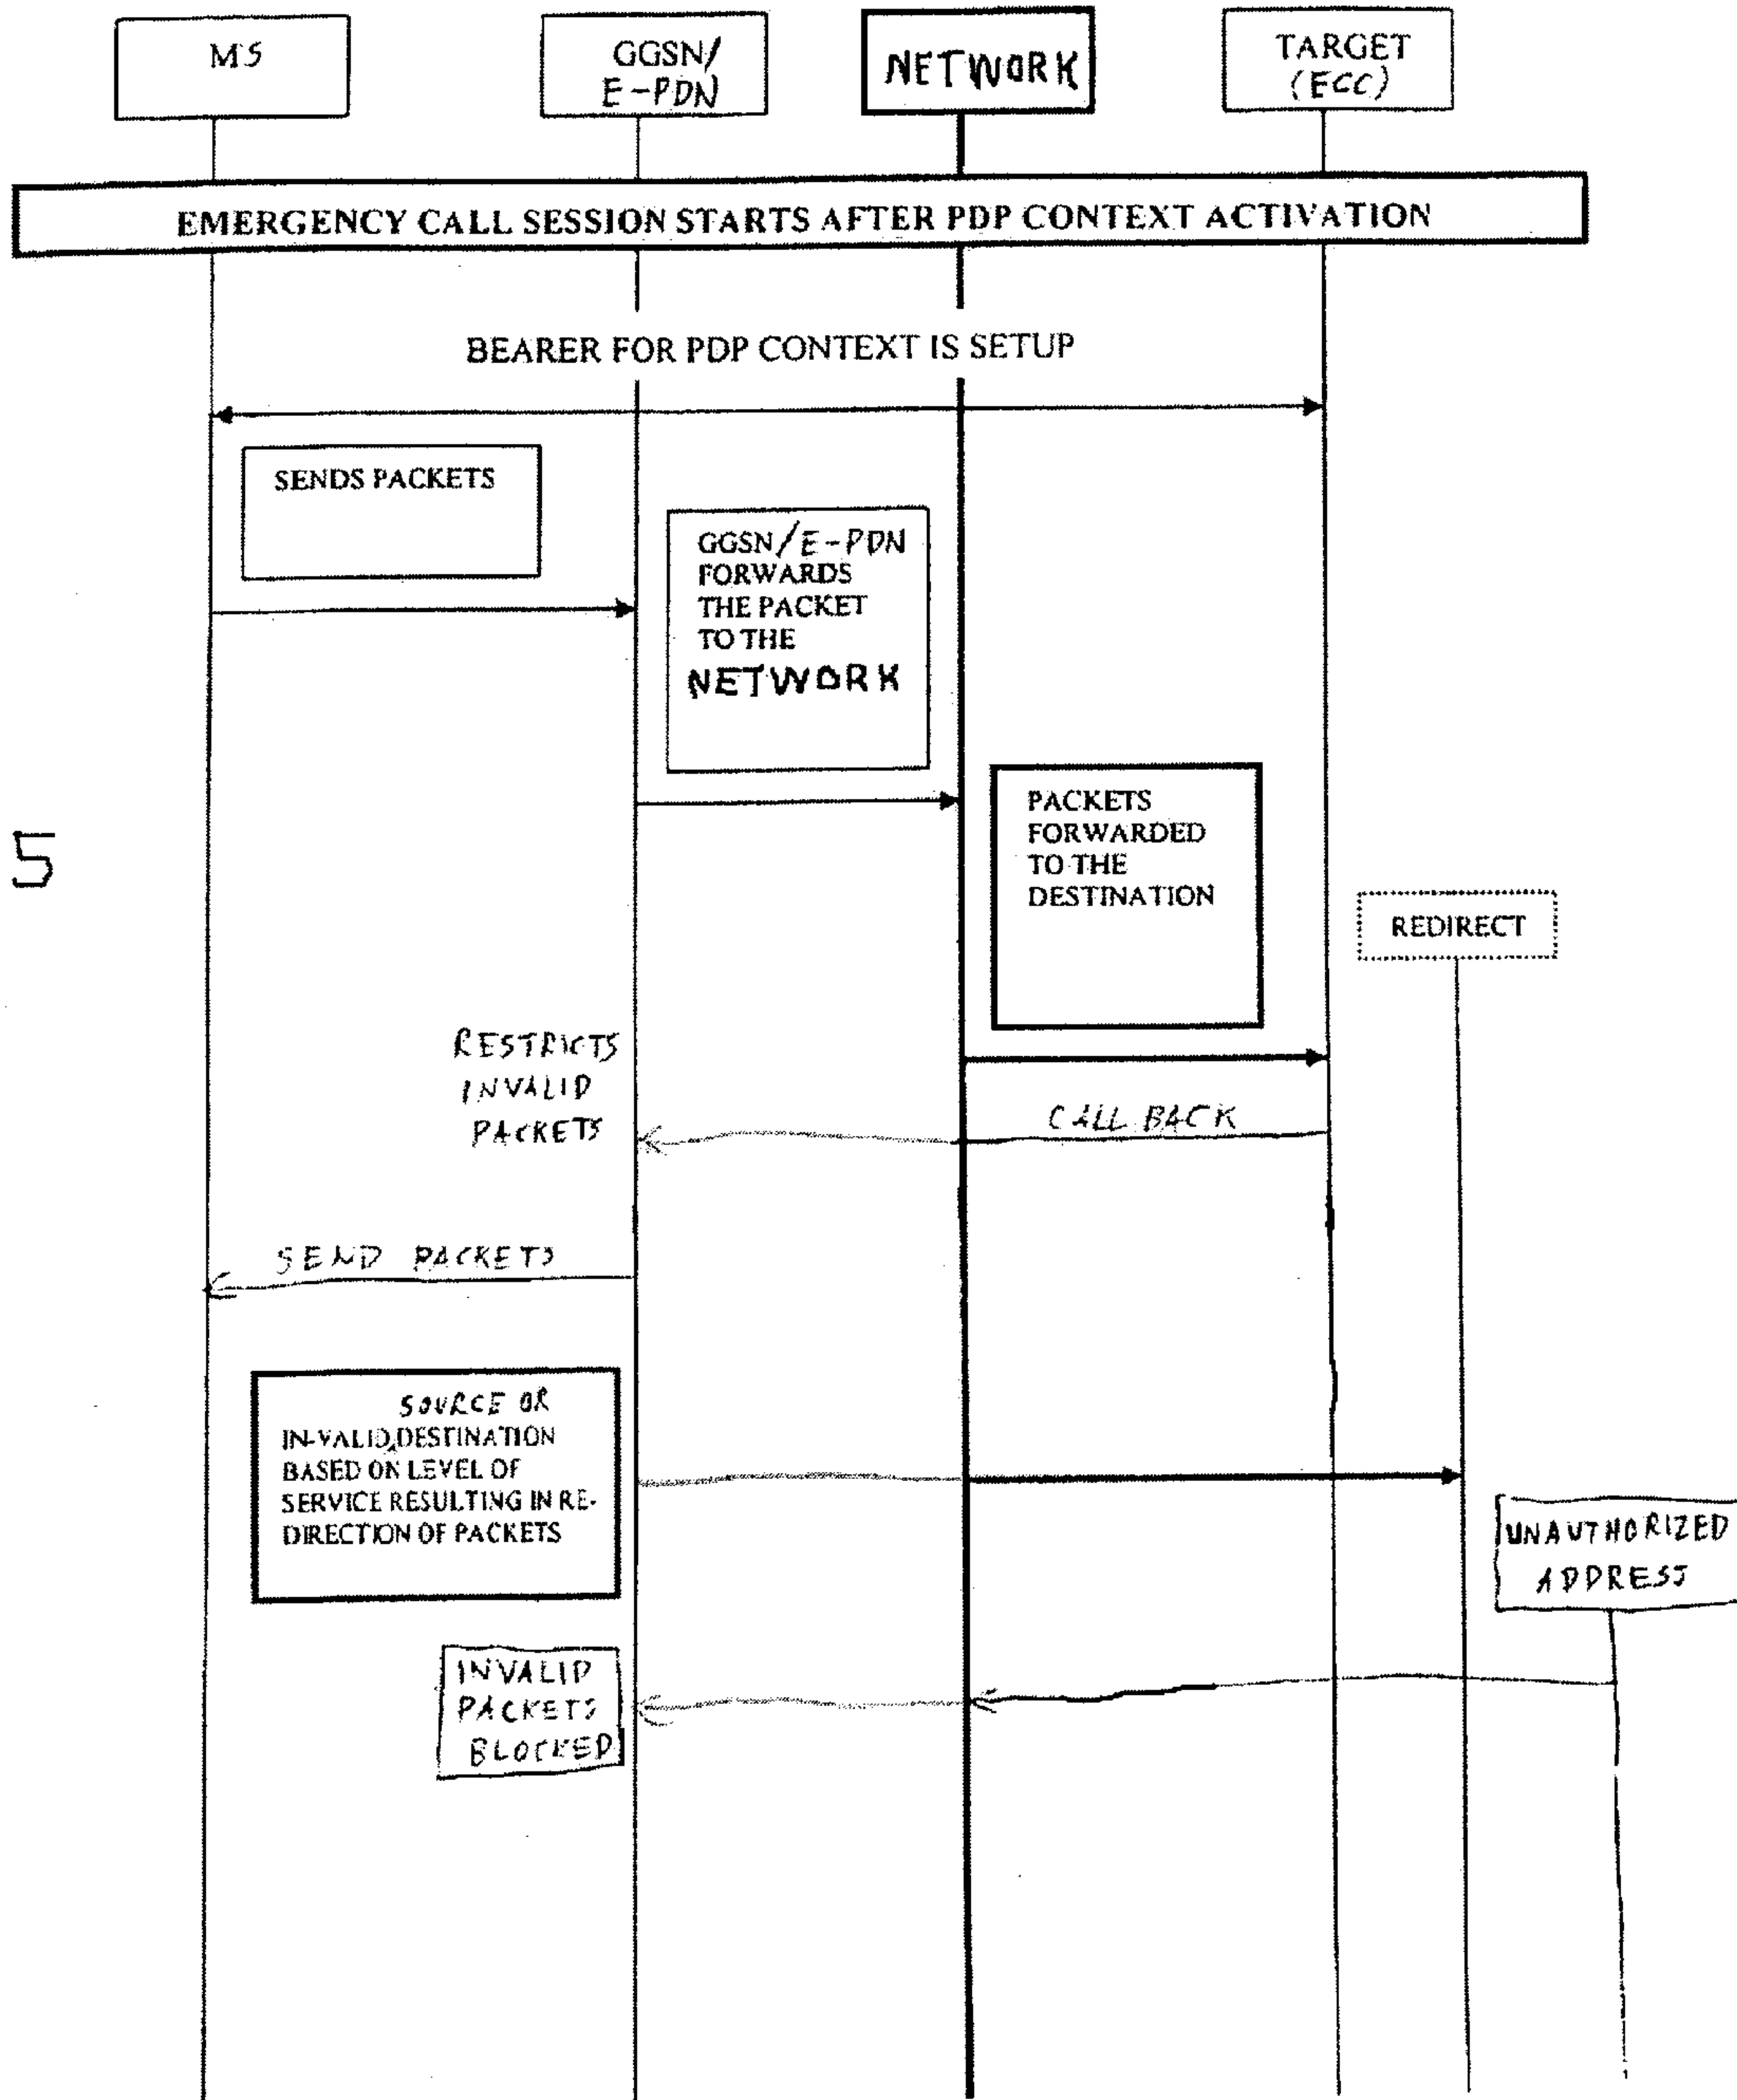 MS
GGSN/
E-PDN
NETWORK
TARGET
(ECC)
EMERGENCY CALL SESSION STARTS AFTER PDP CONTEXT ACTIVATION
BEARER FOR PDP CONTEXT IS SETUP
SENDS PACKETS
GGSN/E-PDN
FORWARDS
THE PACKET
TO THE
NETWORK
PACKETS
FORWARDED
TO THE
DESTINATION
5
REDIRECT
RESTRICTS
INVALID
PACKETS
CALL BACK
SEND PACKETS
SOURCE OR
IN-VALID DESTINATION
BASED ON LEVEL OF
SERVICE RESULTING IN RE-
DIRECTION OF PACKETS
UNAUTHORIZED
ADDRESS
INVALID
PACKETS
BLOCKED